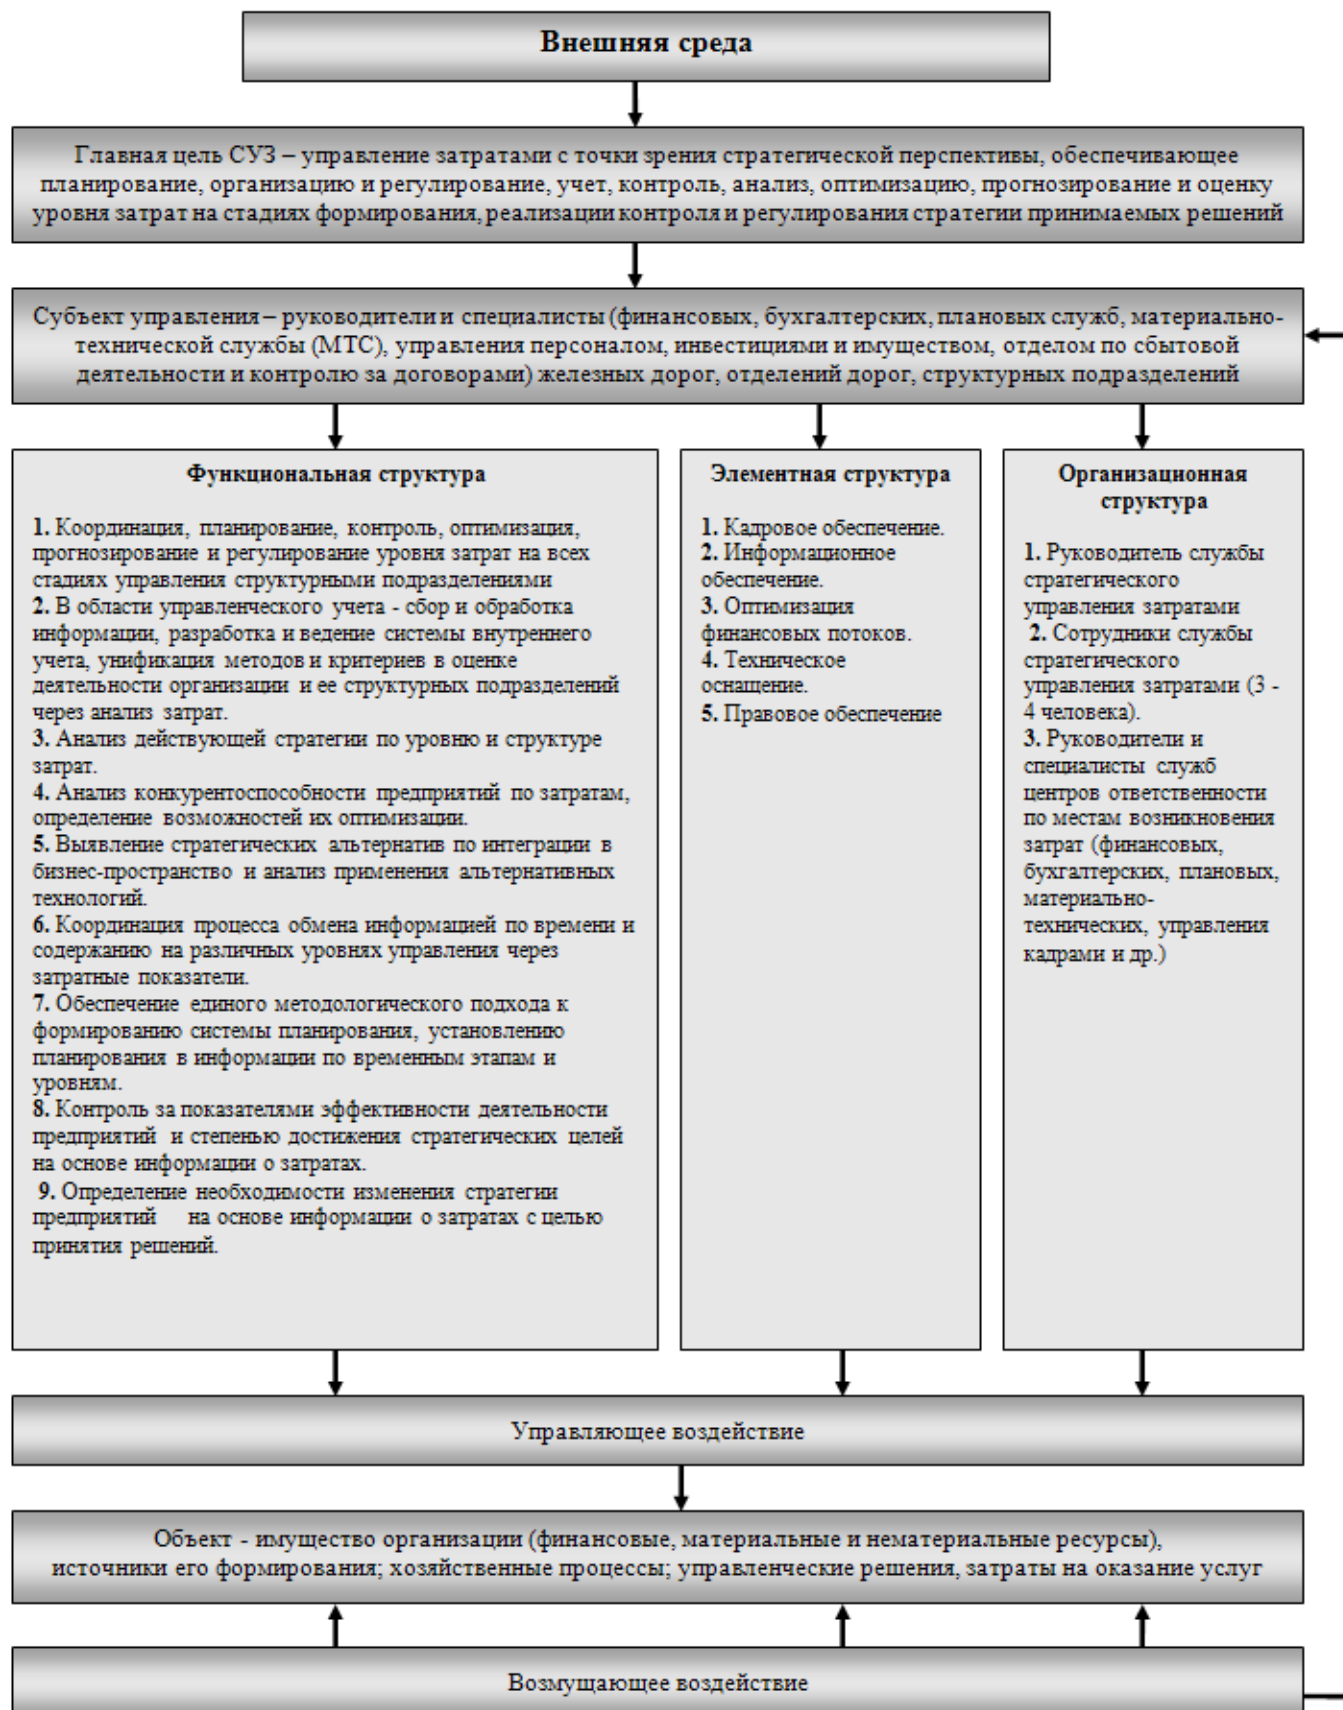 Внешняя среда
Главная цель СУЗ – управление затратами с точки зрения стратегической перспективы, обеспечивающее
планирование, организацию и регулирование, учет, контроль, анализ, оптимизацию, прогнозирование и оценку
уровня затрат на стадиях формирования, реализации контроля и регулирования стратегии принимаемых решений
Субъект управления – руководители и специалисты (финансовых, бухгалтерских, плановых служб, материально-
технической службы (МТС), управления персоналом, инвестициями и имуществом, отделом по сбытовой
деятельности и контролю за договорами) железных дорог, отделений дорог, структурных подразделений
Функциональная структура
1. Координация, планирование, контроль, оптимизация,
прогнозирование и регулирование уровня затрат на всех
стадиях управления структурными подразделениями
2. В области управленческого учета - сбор и обработка
информации, разработка и ведение системы внутреннего
учета, унификация методов и критериев в оценке
деятельности организации и ее структурных подразделений
через анализ затрат.
3. Анализ действующей стратегии по уровню и структуре
затрат.
4. Анализ конкурентоспособности предприятий по затратам,
определение возможностей их оптимизации.
5. Выявление стратегических альтернатив по интеграции в
бизнес-пространство и анализ применения альтернативных
технологий.
6. Координация процесса обмена информацией по времени и
содержанию на различных уровнях управления через
затратные показатели.
7. Обеспечение единого методологического подхода к
формированию системы планирования, установлению
планирования в информации по временным этапам и
уровням.
8. Контроль за показателями эффективности деятельности
предприятий и степенью достижения стратегических целей
на основе информации о затратах.
9. Определение необходимости изменения стратегии
предприятий на основе информации о затратах с целью
принятия решений.
Элементная структура
1. Кадровое обеспечение.
2. Информационное
обеспечение.
3. Оптимизация
финансовых потоков.
4. Техническое
оснащение.
5. Правовое обеспечение
Организационная
структура
1. Руководитель службы
стратегического
управления затратами
2. Сотрудники службы
стратегического
управления затратами (3 -
4 человека).
3. Руководители и
специалисты служб
центров ответственности
по местам возникновения
затрат (финансовых,
бухгалтерских, плановых,
материально-
технических, управления
кадрами и др.)
Управляющее воздействие
Объект - имущество организации (финансовые, материальные и нематериальные ресурсы),
источники его формирования; хозяйственные процессы; управленческие решения, затраты на оказание услуг
Возмущающее воздействие